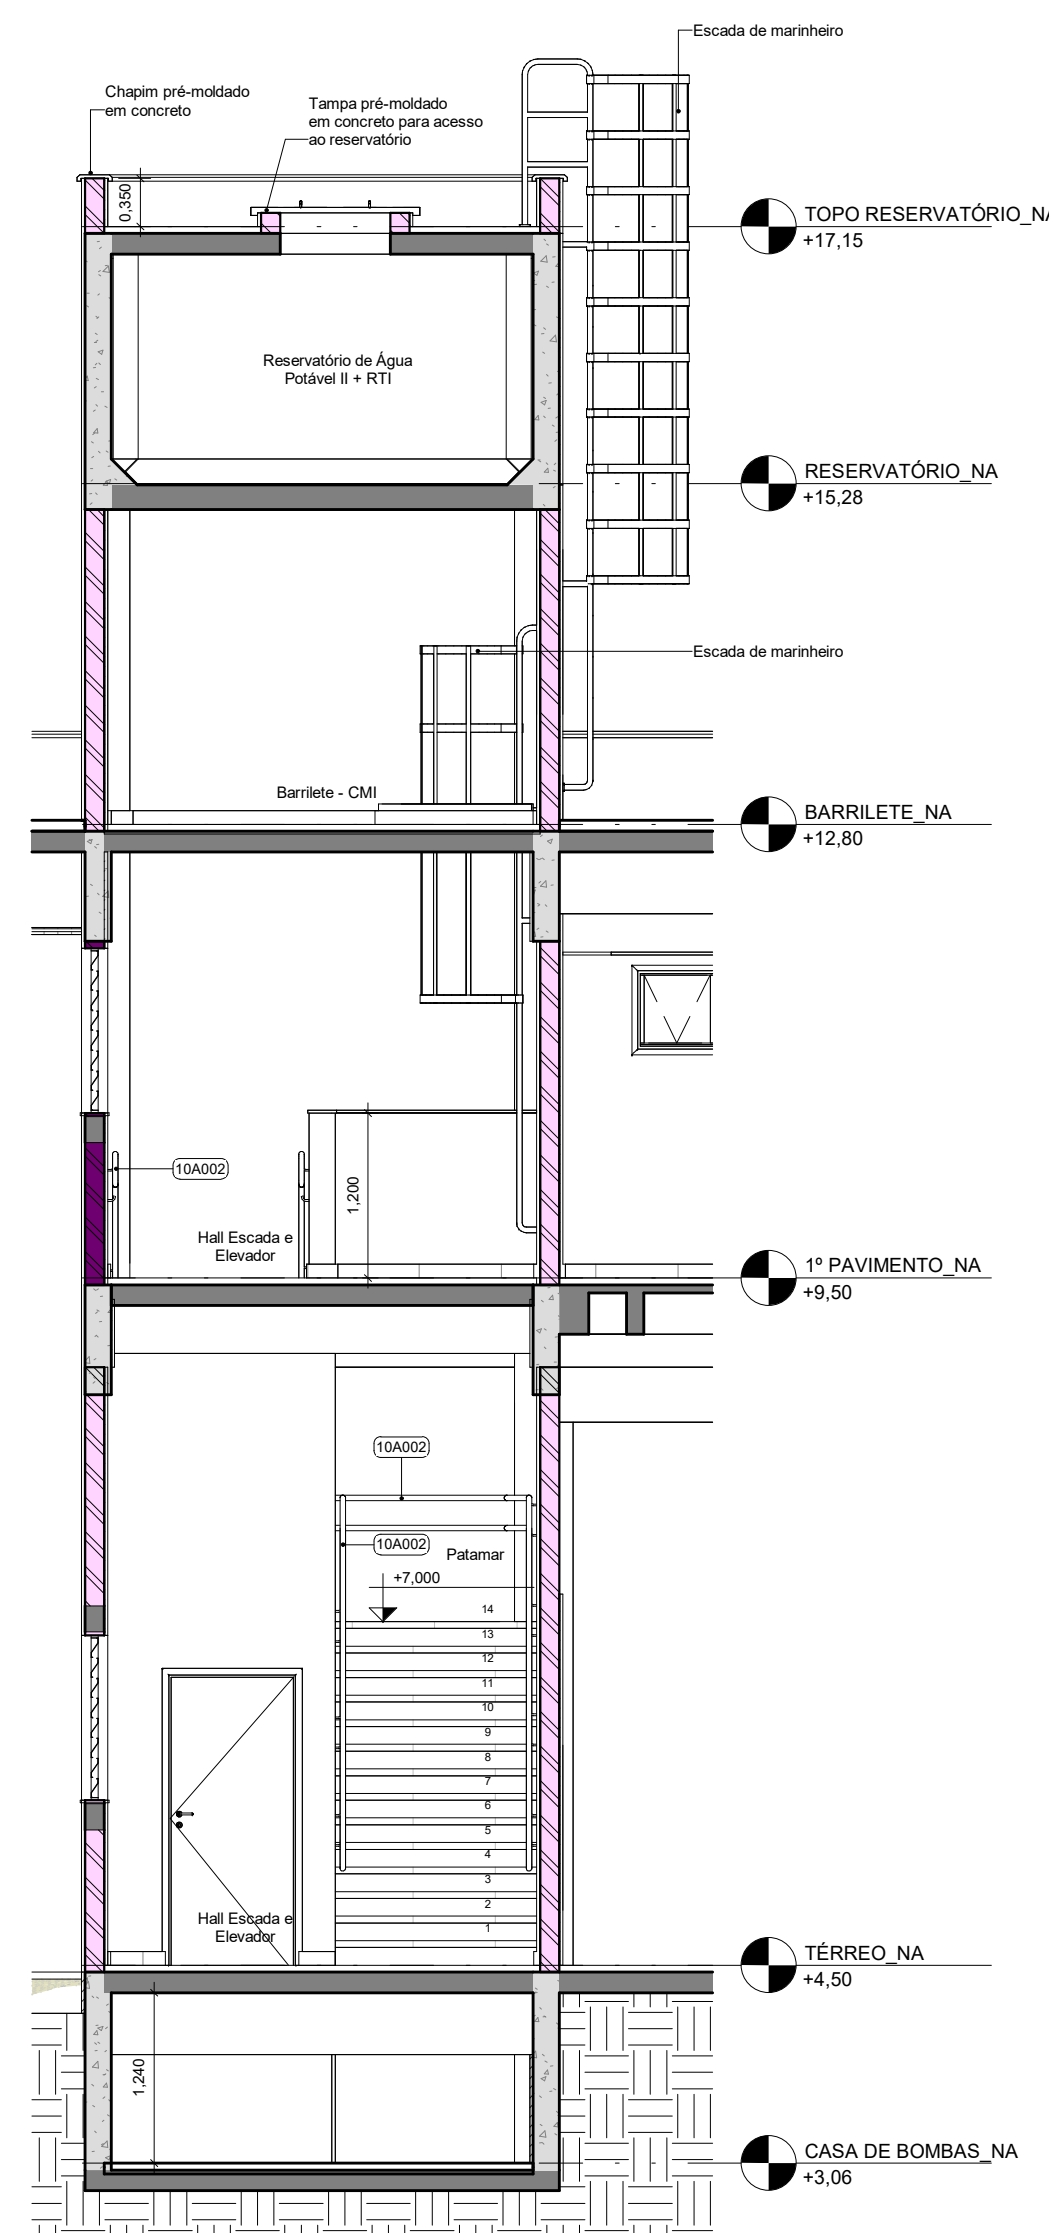 Escada de marinheiro
Chapim pré-moldado
em concreto
Tampa pré-moldado
em concreto para acesso
ao reservatório
0,350
TOPO RESERVATÓRIO_NA
+17,15
Reservatório de Água
Potável II + RTI
RESERVATÓRIO_NA
+15,28
Escada de marinheiro
Barrilete - CMI
BARRILETE_NA
+12,80
10A002
1,200
Hall Escada e
Elevador
1º PAVIMENTO_NA
+9,50
10A002
10A002
Patamar
+7,000
14
13
12
11
10
9
8
7
6
5
4
3
2
1
Hall Escada e
Elevador
TÉRREO_NA
+4,50
1,240
CASA DE BOMBAS_NA
+3,06